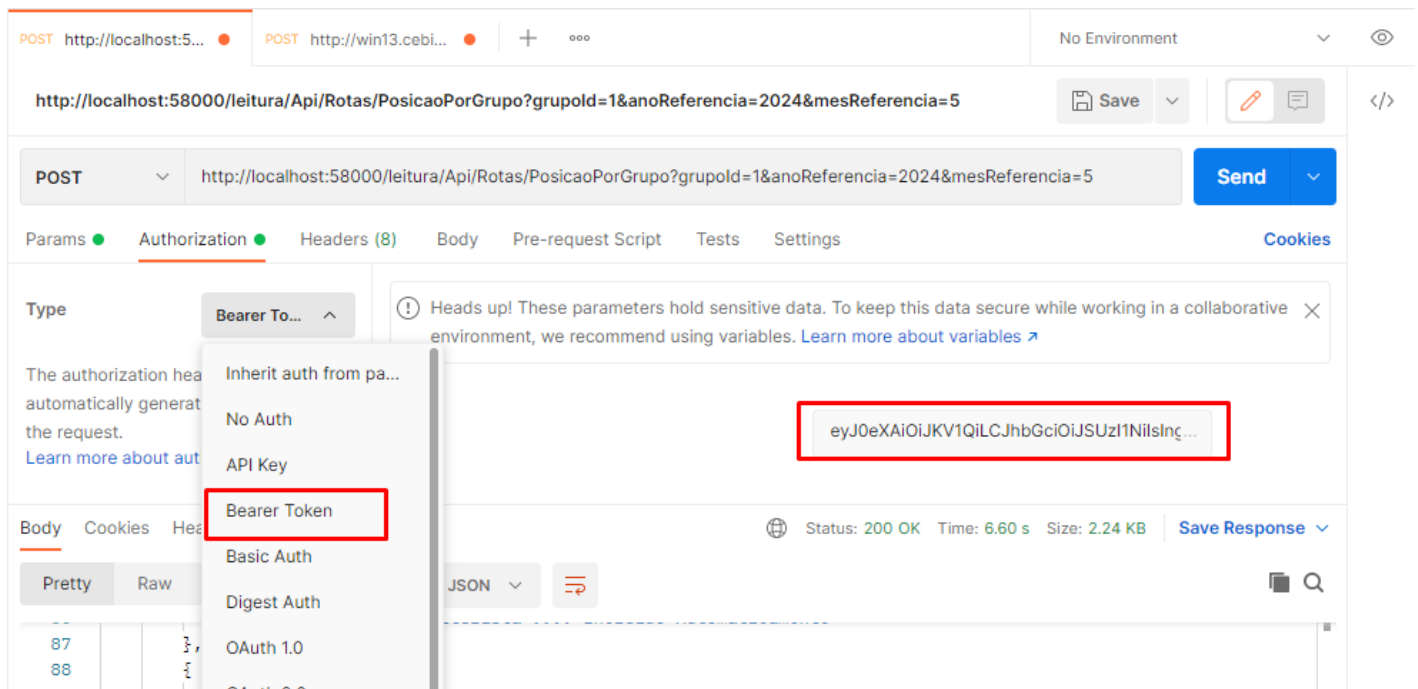 POST http://localhost:5... POST http://win13.cebi... No Environment
http://localhost:58000/leitura/Api/Rotas/PosicaoPorGrupo?grupoId=1&anoReferencia=2024&mesReferencia=5 Save
POST http://localhost:58000/leitura/Api/Rotas/PosicaoPorGrupo?grupoId=1&anoReferencia=2024&mesReferencia=5 Send
Params Authorization Headers (8) Body Pre-request Script Tests Settings Cookies
Type Bearer To...
Heads up! These parameters hold sensitive data. To keep this data secure while working in a collaborative
environment, we recommend using variables. Learn more about variables
The authorization hea
automatically generat
the request.
Learn more about aut
Inherit auth from pa...
No Auth
API Key
Bearer Token
Basic Auth
Digest Auth
OAuth 1.0
eyJ0eXAiOiJKV1QiLCJhbGciOiJSUzI1NiIsIng...
Body Cookies Hea Status: 200 OK Time: 6.60 s Size: 2.24 KB Save Response
Pretty Raw JSON
87 },
88 {